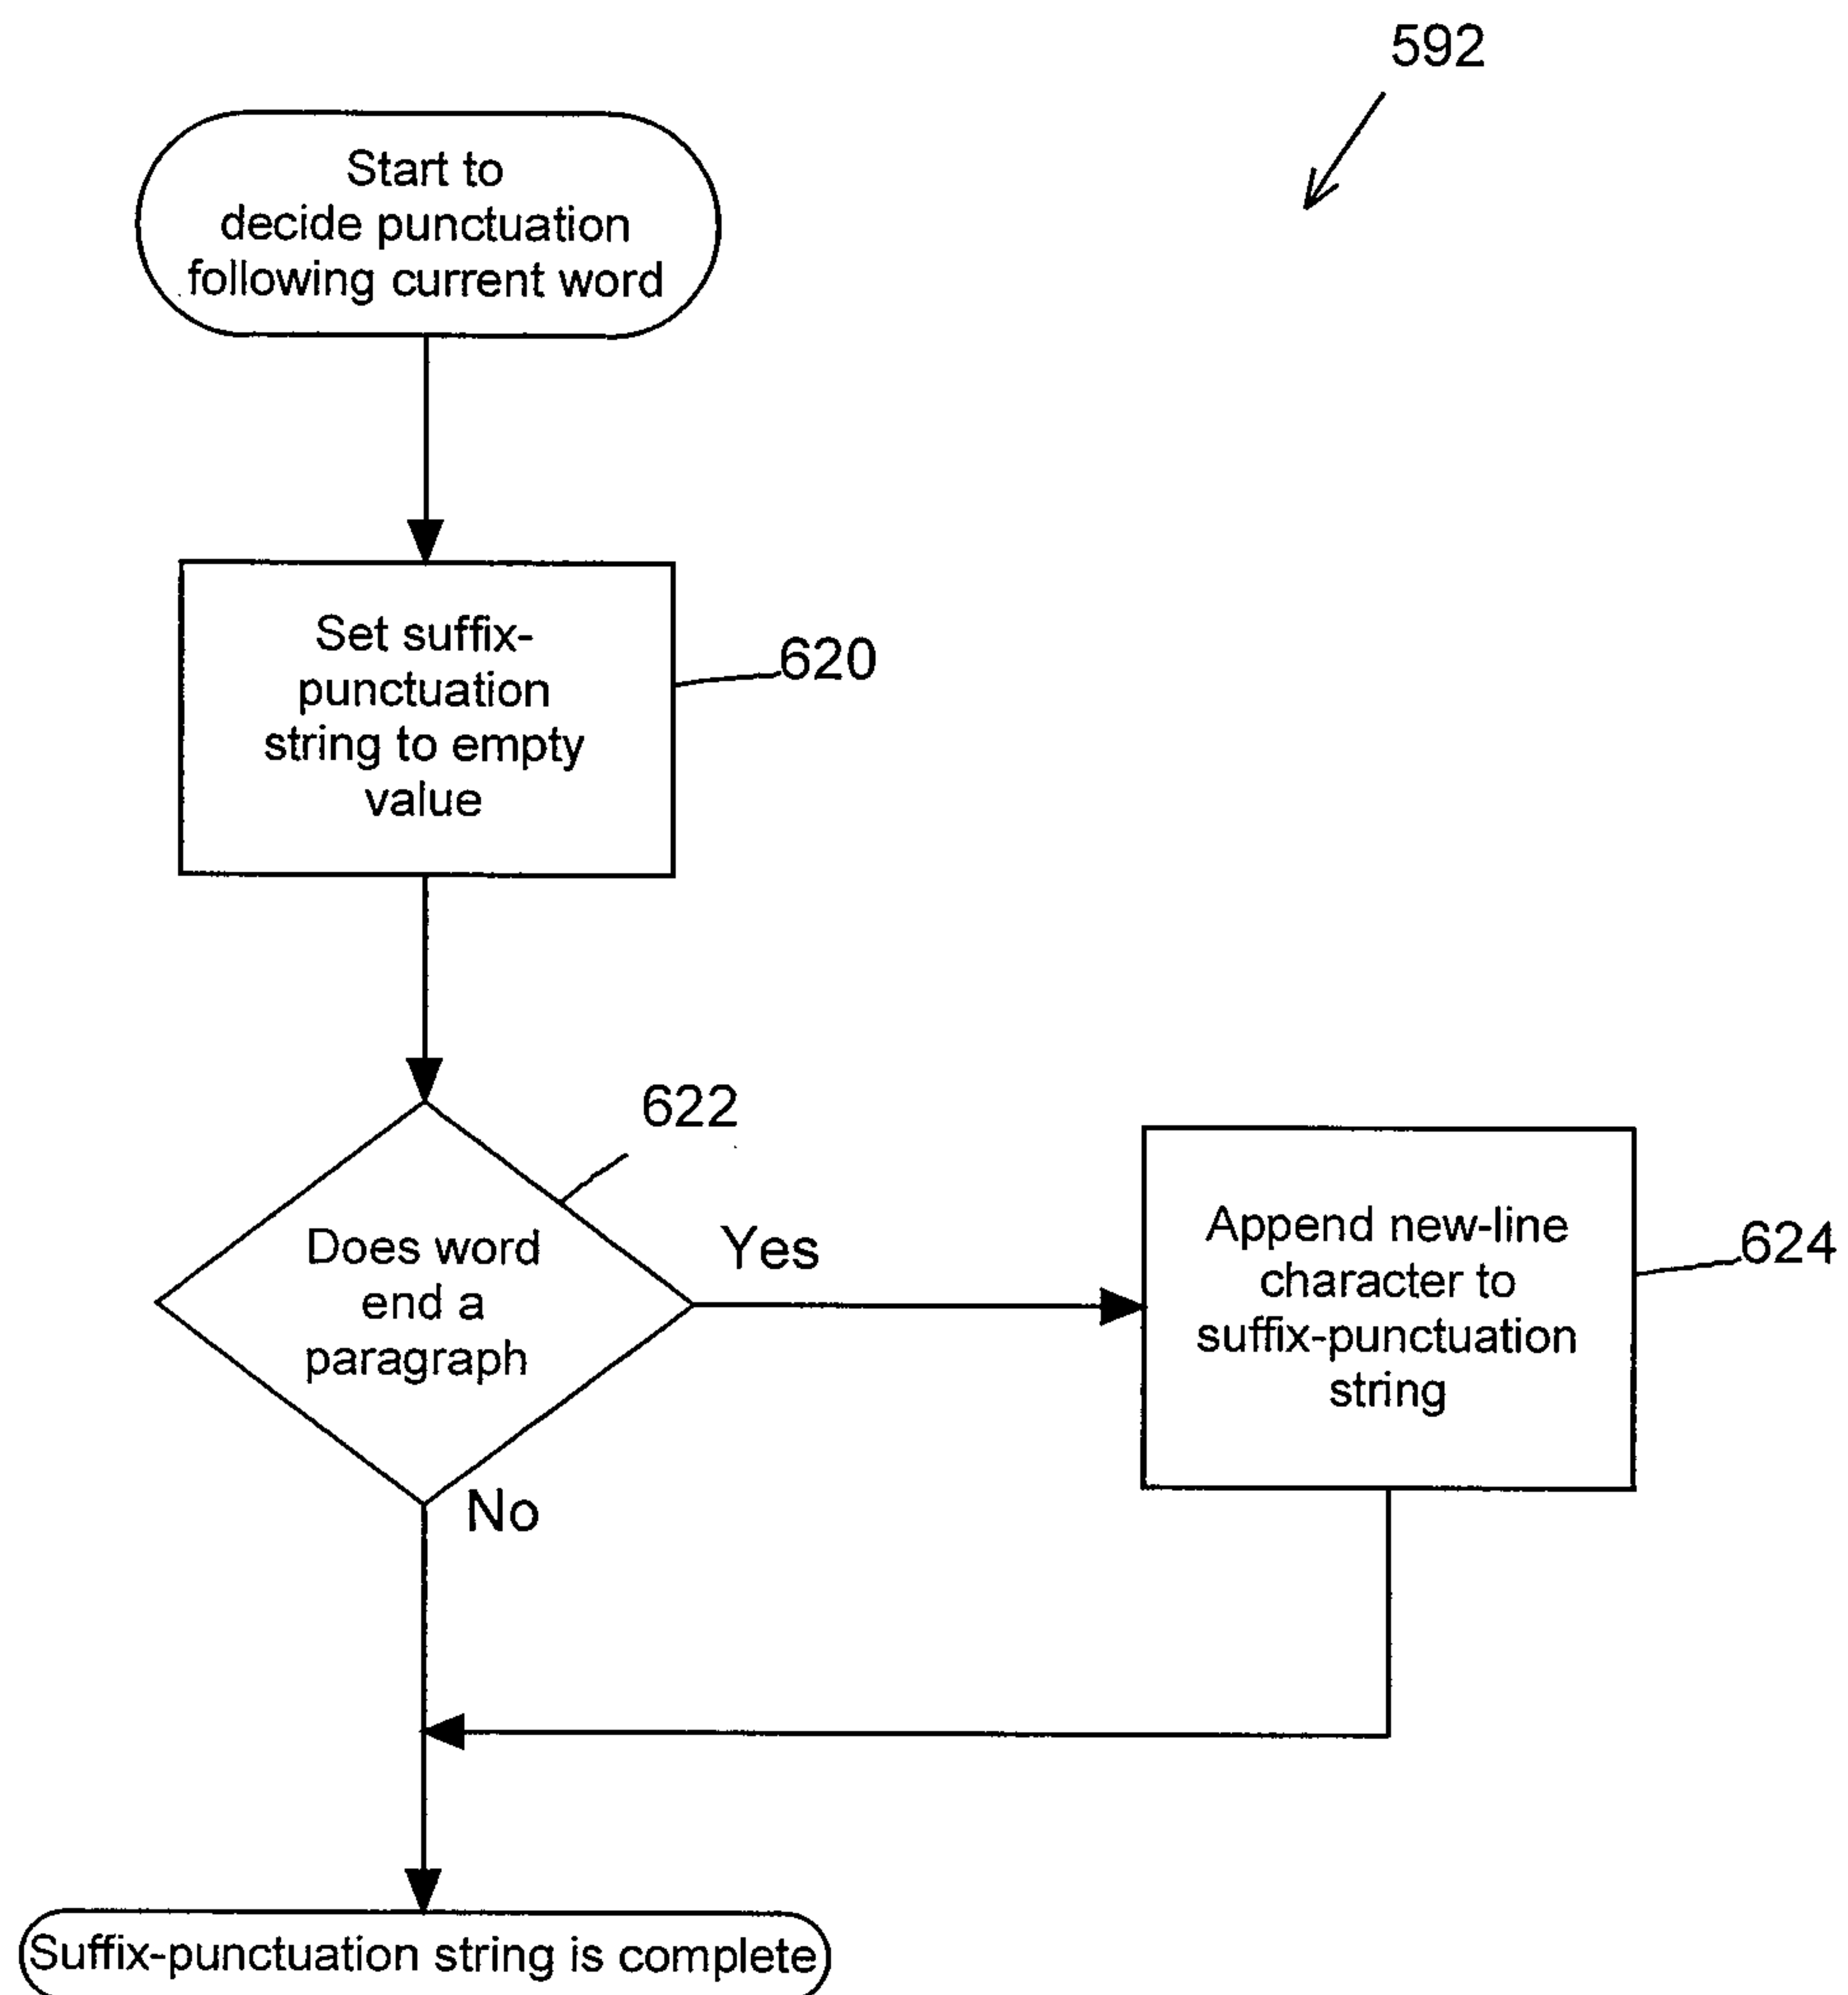 592
Start to
decide punctuation
following current word
Set suffix-
punctuation
string to empty
value
620
622
Does word
end a
paragraph
Yes
Append new-line
character to
suffix-punctuation
string
624
No
Suffix-punctuation string is complete